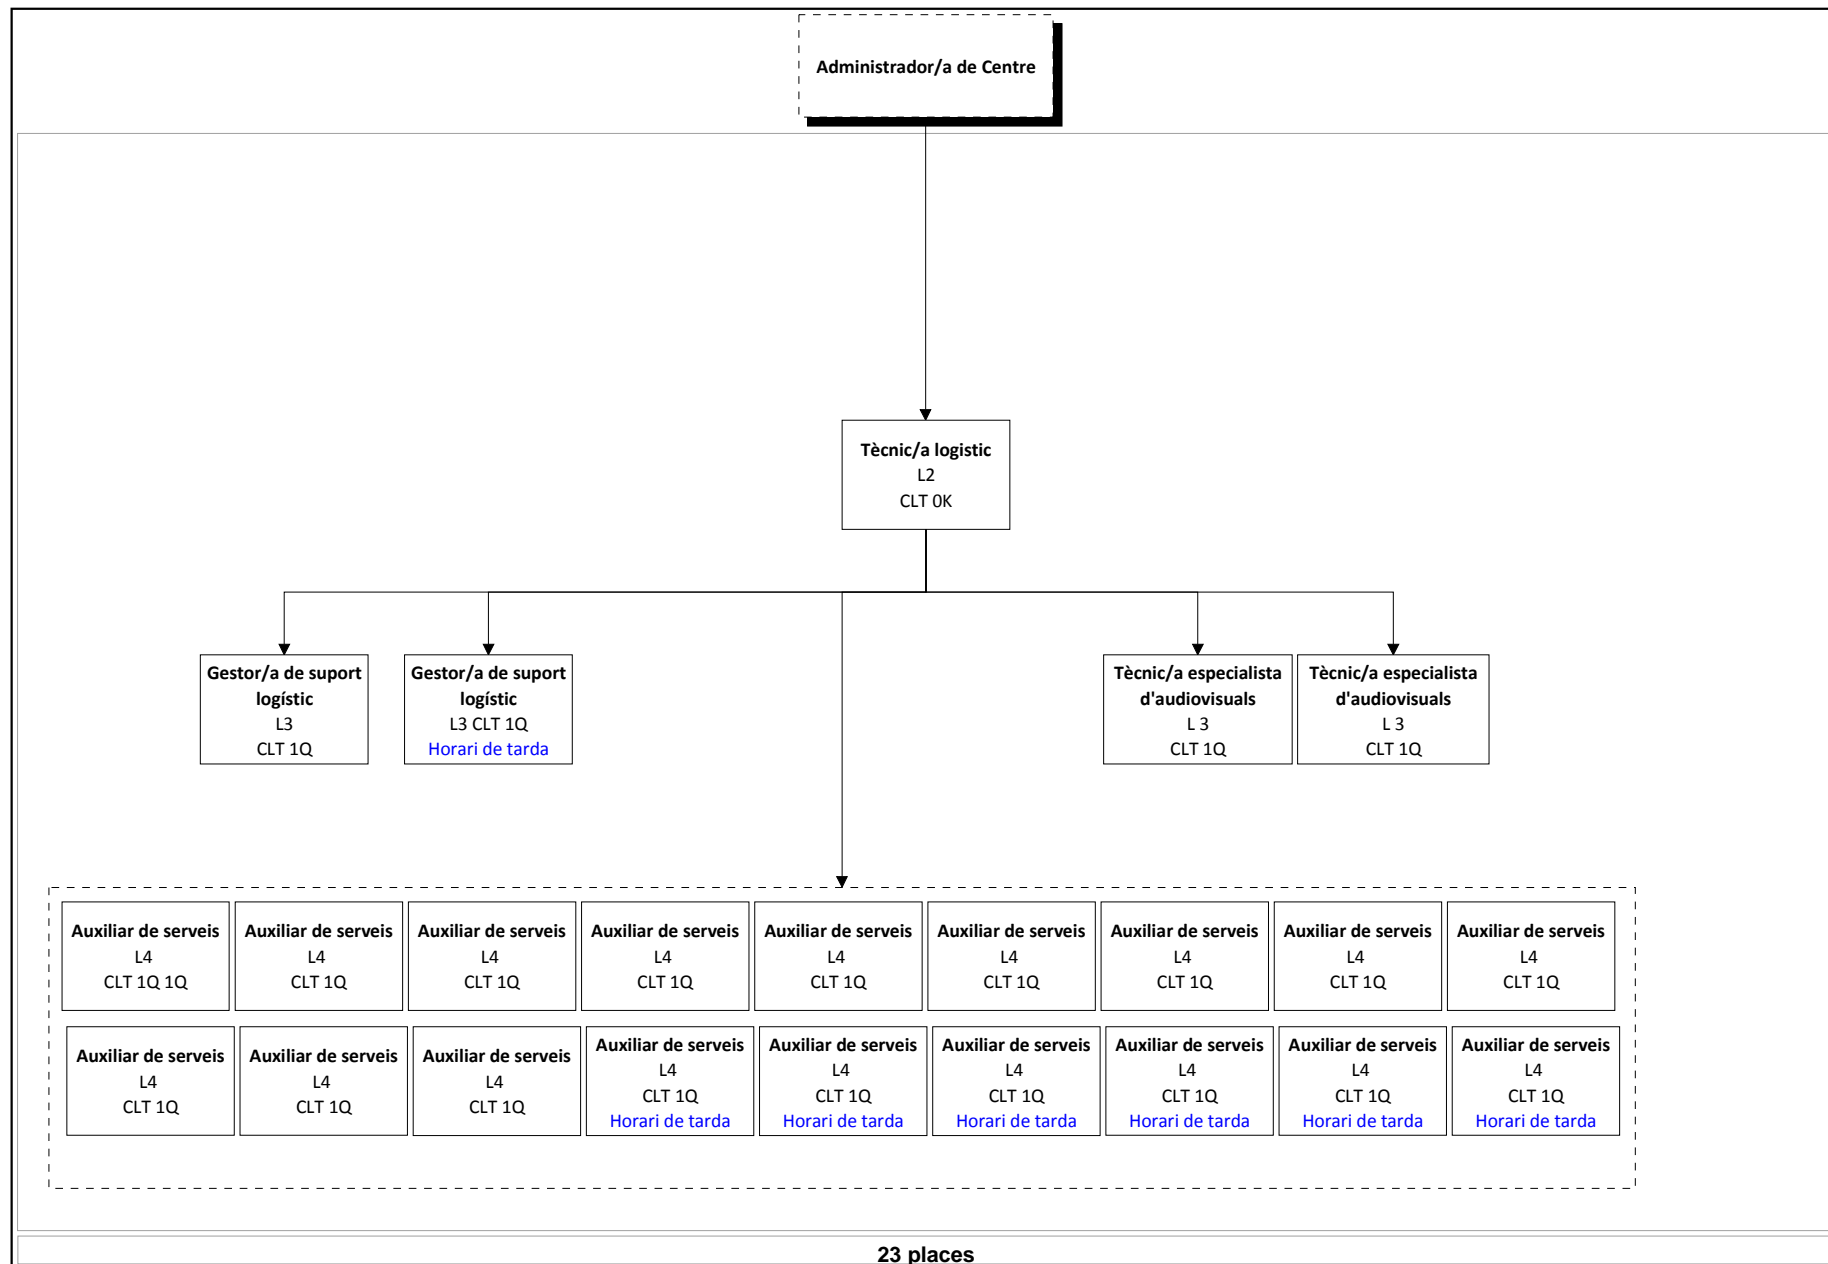 Administrador/a de Centre
Tècnic/a logistic
L2
CLT 0K
Gestor/a de suport
logístic
L3
CLT 1Q
Gestor/a de suport
logístic
L3 CLT 1Q
Horari de tarda
Tècnic/a especialista
d'audiovisuals
L 3
CLT 1Q
Tècnic/a especialista
d'audiovisuals
L 3
CLT 1Q
Auxiliar de serveis
L4
CLT 1Q 1Q
Auxiliar de serveis
L4
CLT 1Q
Auxiliar de serveis
L4
CLT 1Q
Auxiliar de serveis
L4
CLT 1Q
Auxiliar de serveis
L4
CLT 1Q
Auxiliar de serveis
L4
CLT 1Q
Auxiliar de serveis
L4
CLT 1Q
Auxiliar de serveis
L4
CLT 1Q
Auxiliar de serveis
L4
CLT 1Q
Auxiliar de serveis
L4
CLT 1Q
Auxiliar de serveis
L4
CLT 1Q
Auxiliar de serveis
L4
CLT 1Q
Auxiliar de serveis
L4
CLT 1Q
Horari de tarda
Auxiliar de serveis
L4
CLT 1Q
Horari de tarda
Auxiliar de serveis
L4
CLT 1Q
Horari de tarda
Auxiliar de serveis
L4
CLT 1Q
Horari de tarda
Auxiliar de serveis
L4
CLT 1Q
Horari de tarda
Auxiliar de serveis
L4
CLT 1Q
Horari de tarda
23 places